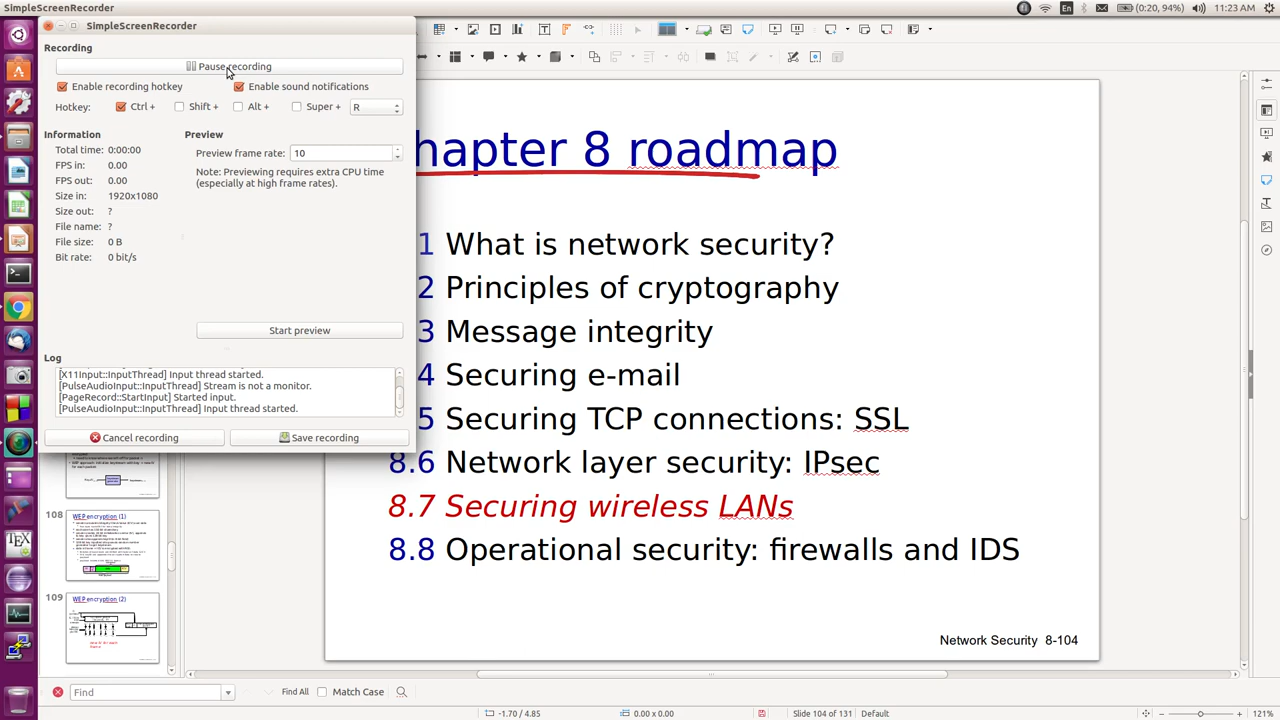 SimpleScreenRecorder
En
(0:20, 94%)
11:23 AM
SimpleScreenRecorder
Recording
Pause recording
Enable recording hotkey
Enable sound notifications
Hotkey:
Ctrl +
Shift +
Alt +
Super +
R
Information
Total time: 0:00:00
FPS in: 0.00
FPS out: 0.00
Size in: 1920x1080
Size out: ?
File name: ?
File size: 0 B
Bit rate: 0 bit/s
Preview
Preview frame rate: 10
Note: Previewing requires extra CPU time
(especially at high frame rates).
Start preview
Log
[X11Input::InputThread] Input thread started.
[PulseAudioInput::InputThread] Stream is not a monitor.
[PageRecord::StartInput] Started input.
[PulseAudioInput::InputThread] Input thread started.
Cancel recording
Save recording
hapter 8 roadmap
1 What is network security?
2 Principles of cryptography
3 Message integrity
4 Securing e-mail
5 Securing TCP connections: SSL
8.6 Network layer security: IPsec
8.7 Securing wireless LANs
8.8 Operational security: firewalls and IDS
Network Security 8-104
108
WEP encryption (1)
109
WEP encryption (2)
Find
Find All
Match Case
-1.70 / 4.85
0.00 x 0.00
Slide 104 of 131
Default
121%